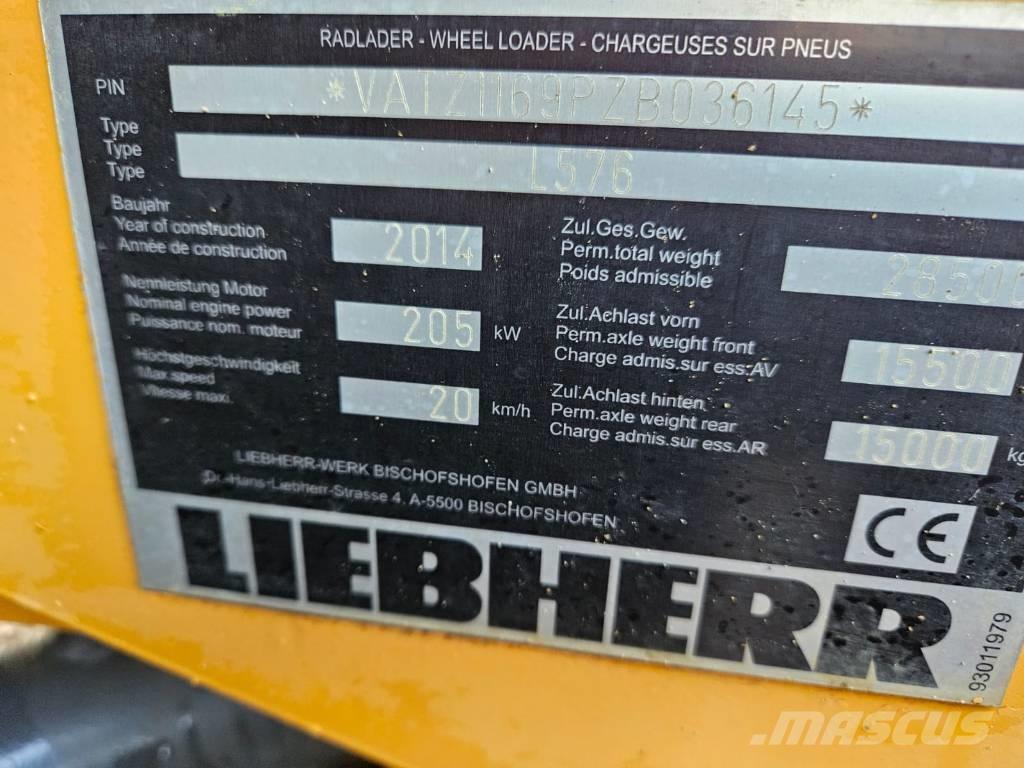 RADLADER - WHEEL LOADER - CHARGEUSES SUR PNEUS
PIN *VATZ1169PZB036145*
Type
Type
Type L576
Baujahr
Year of construction 2014
Année de construction
Nennleistung Motor
Nominal engine power 205 kW
Puissance nom. moteur
Höchstgeschwindigkeit
Max.speed 20 km/h
Vitesse maxi.
Zul.Ges.Gew.
Perm.total weight 28500
Poids admissible
Zul.Achlast vorn
Perm.axle weight front 15500
Charge admis.sur ess.AV
Zul.Achlast hinten
Perm.axle weight rear 15000 kg
Charge admis.sur ess.AR
LIEBHERR-WERK BISCHOFSHOFEN GMBH
Dr.-Hans-Liebherr-Strasse 4, A-5500 BISCHOFSHOFEN
CE
LIEBHERR
93011979
MASCUS